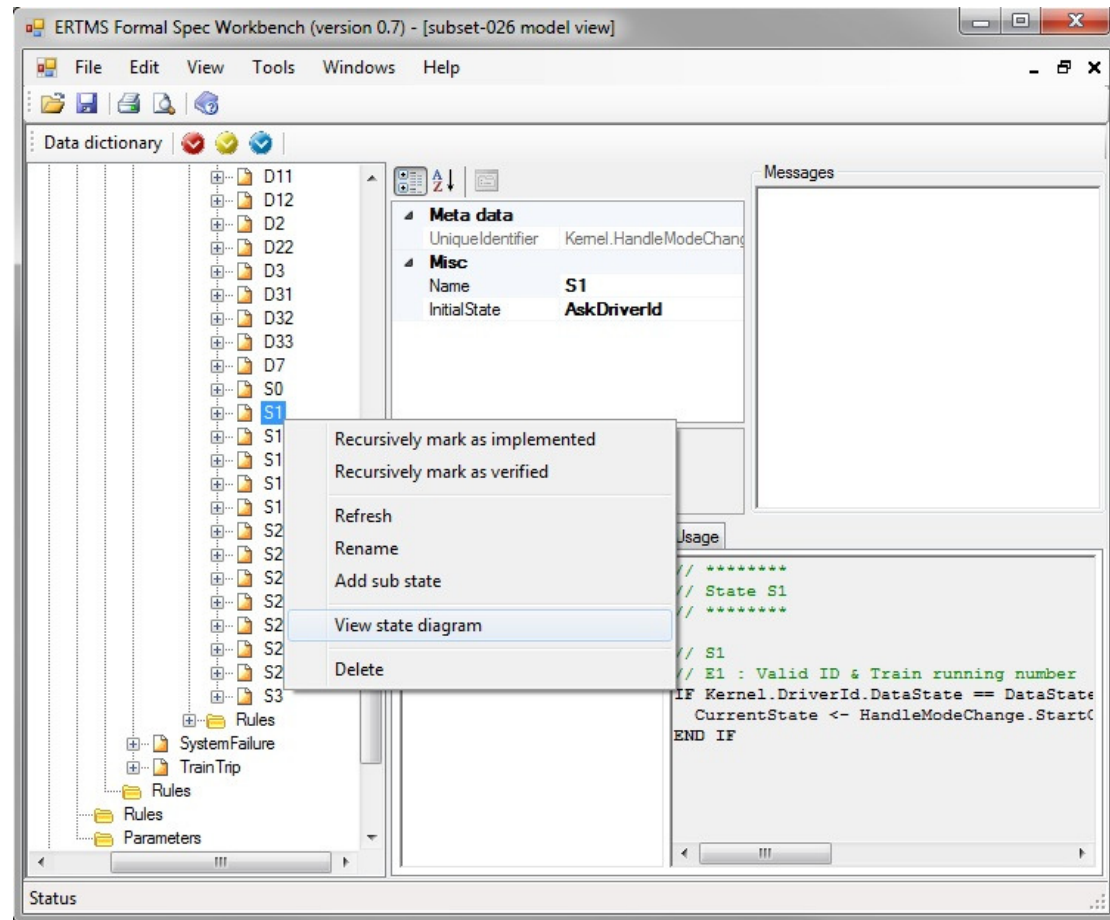 ERTMS Formal Spec Workbench (version 0.7) - [subset-026 model view]
File Edit View Tools Windows Help
Data dictionary
D11
D12
D2
D22
D3
D31
D32
D33
D7
S0
S1
S1
S1
S1
S1
S2
S2
S2
S2
S2
S2
S2
S3
Rules
SystemFailure
TrainTrip
Rules
Rules
Parameters
Meta data
UniqueIdentifier Kernel.HandleModeChang
Misc
Name S1
InitialState AskDriverId
Messages
Recursively mark as implemented
Recursively mark as verified
Refresh
Rename
Add sub state
View state diagram
Delete
Usage
// ********
// State S1
// ********
// S1
// E1 : Valid ID & Train running number
IF Kernel.DriverId.DataState == DataState
CurrentState <- HandleModeChange.StartO
END IF
Status